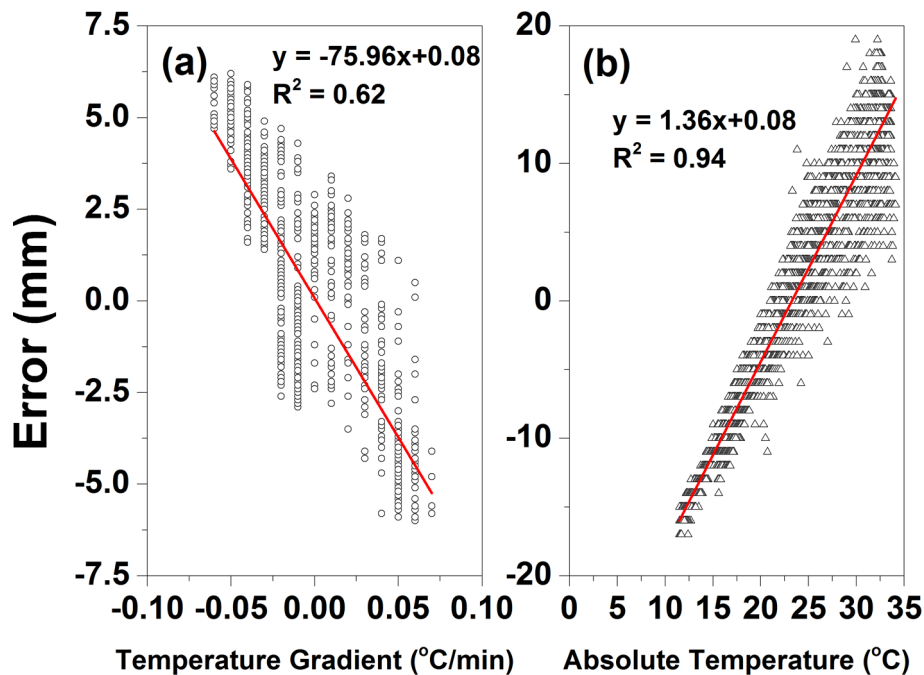 Error (mm)
7.5
5.0
2.5
0.0
-2.5
-5.0
-7.5
(a)
y = -75.96x+0.08
R² = 0.62
-0.10 -0.05 0.00 0.05 0.10
Temperature Gradient (°C/min)
20
10
0
-10
-20
(b)
y = 1.36x+0.08
R² = 0.94
0 5 10 15 20 25 30 35
Absolute Temperature (°C)